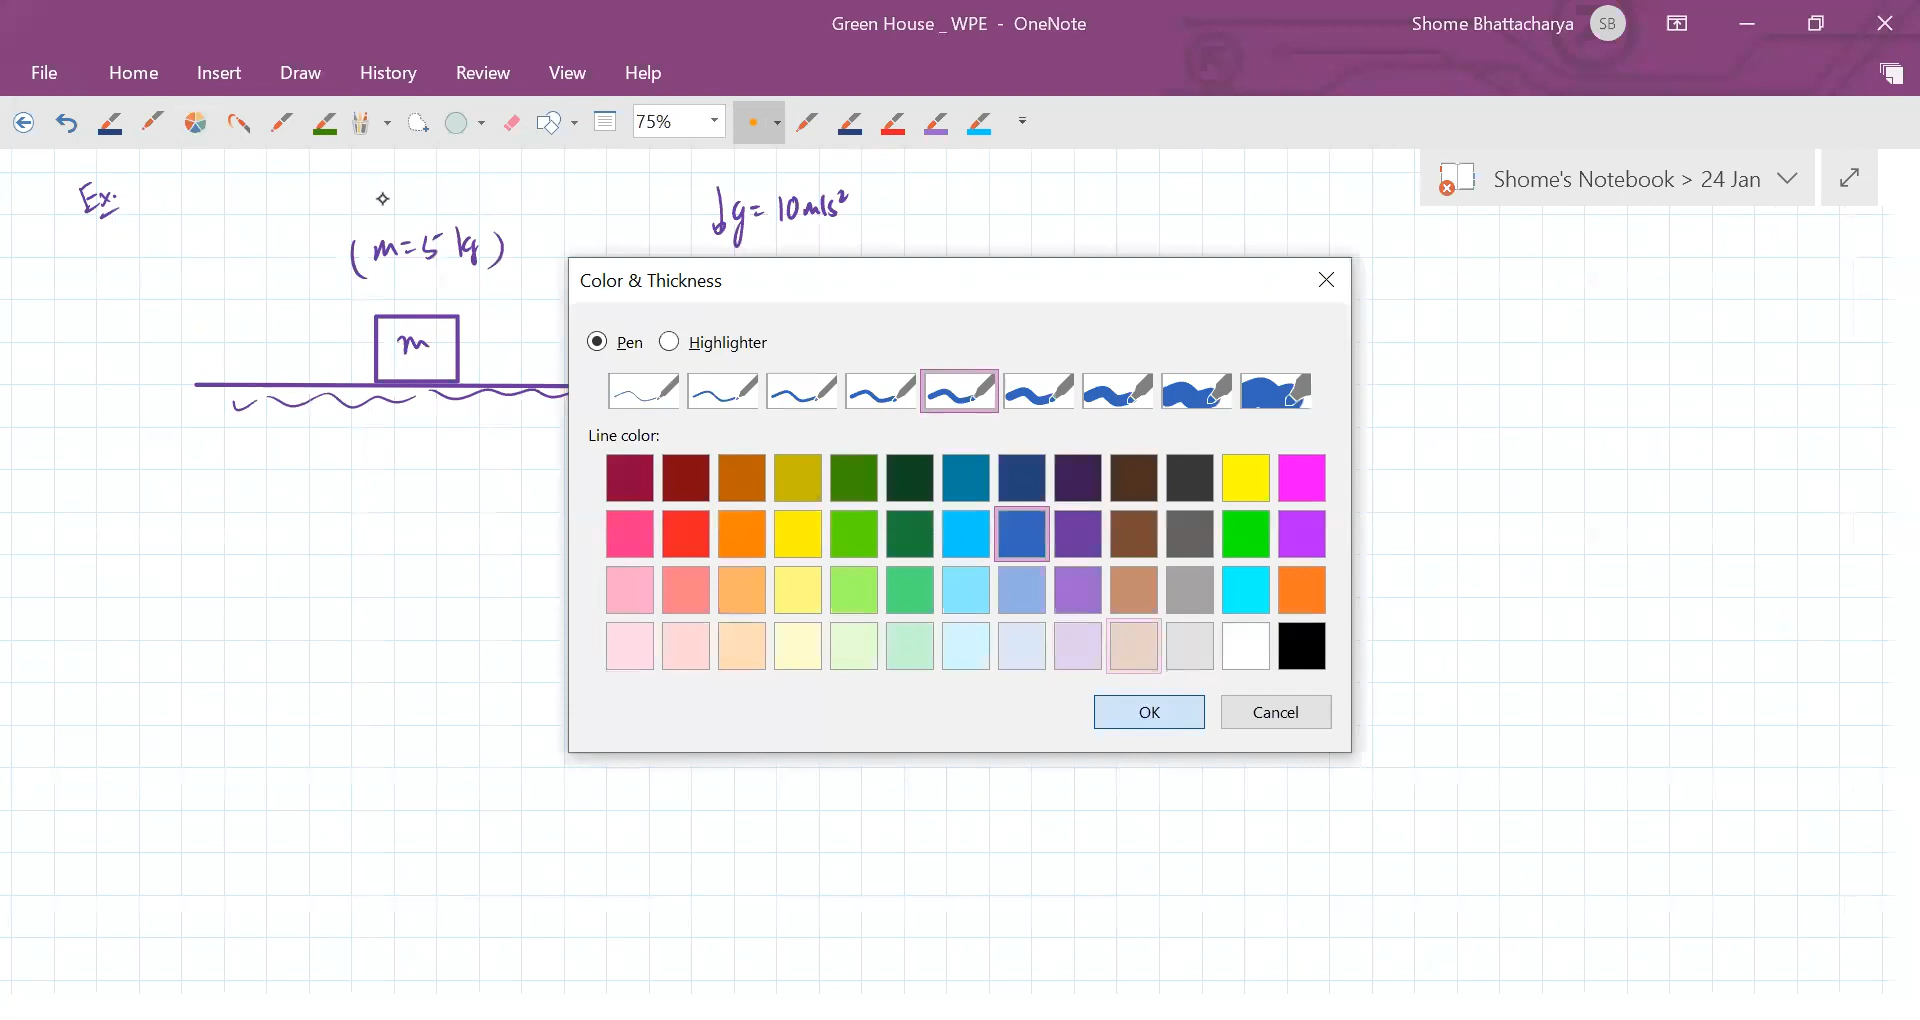 Green House _ WPE - OneNote
Shome Bhattacharya SB
File Home Insert Draw History Review View Help
75%
Shome's Notebook > 24 Jan
Ex.
g = 10 m/s²
(m = 5 kg)
m
Color & Thickness
Pen Highlighter
Line color:
OK Cancel